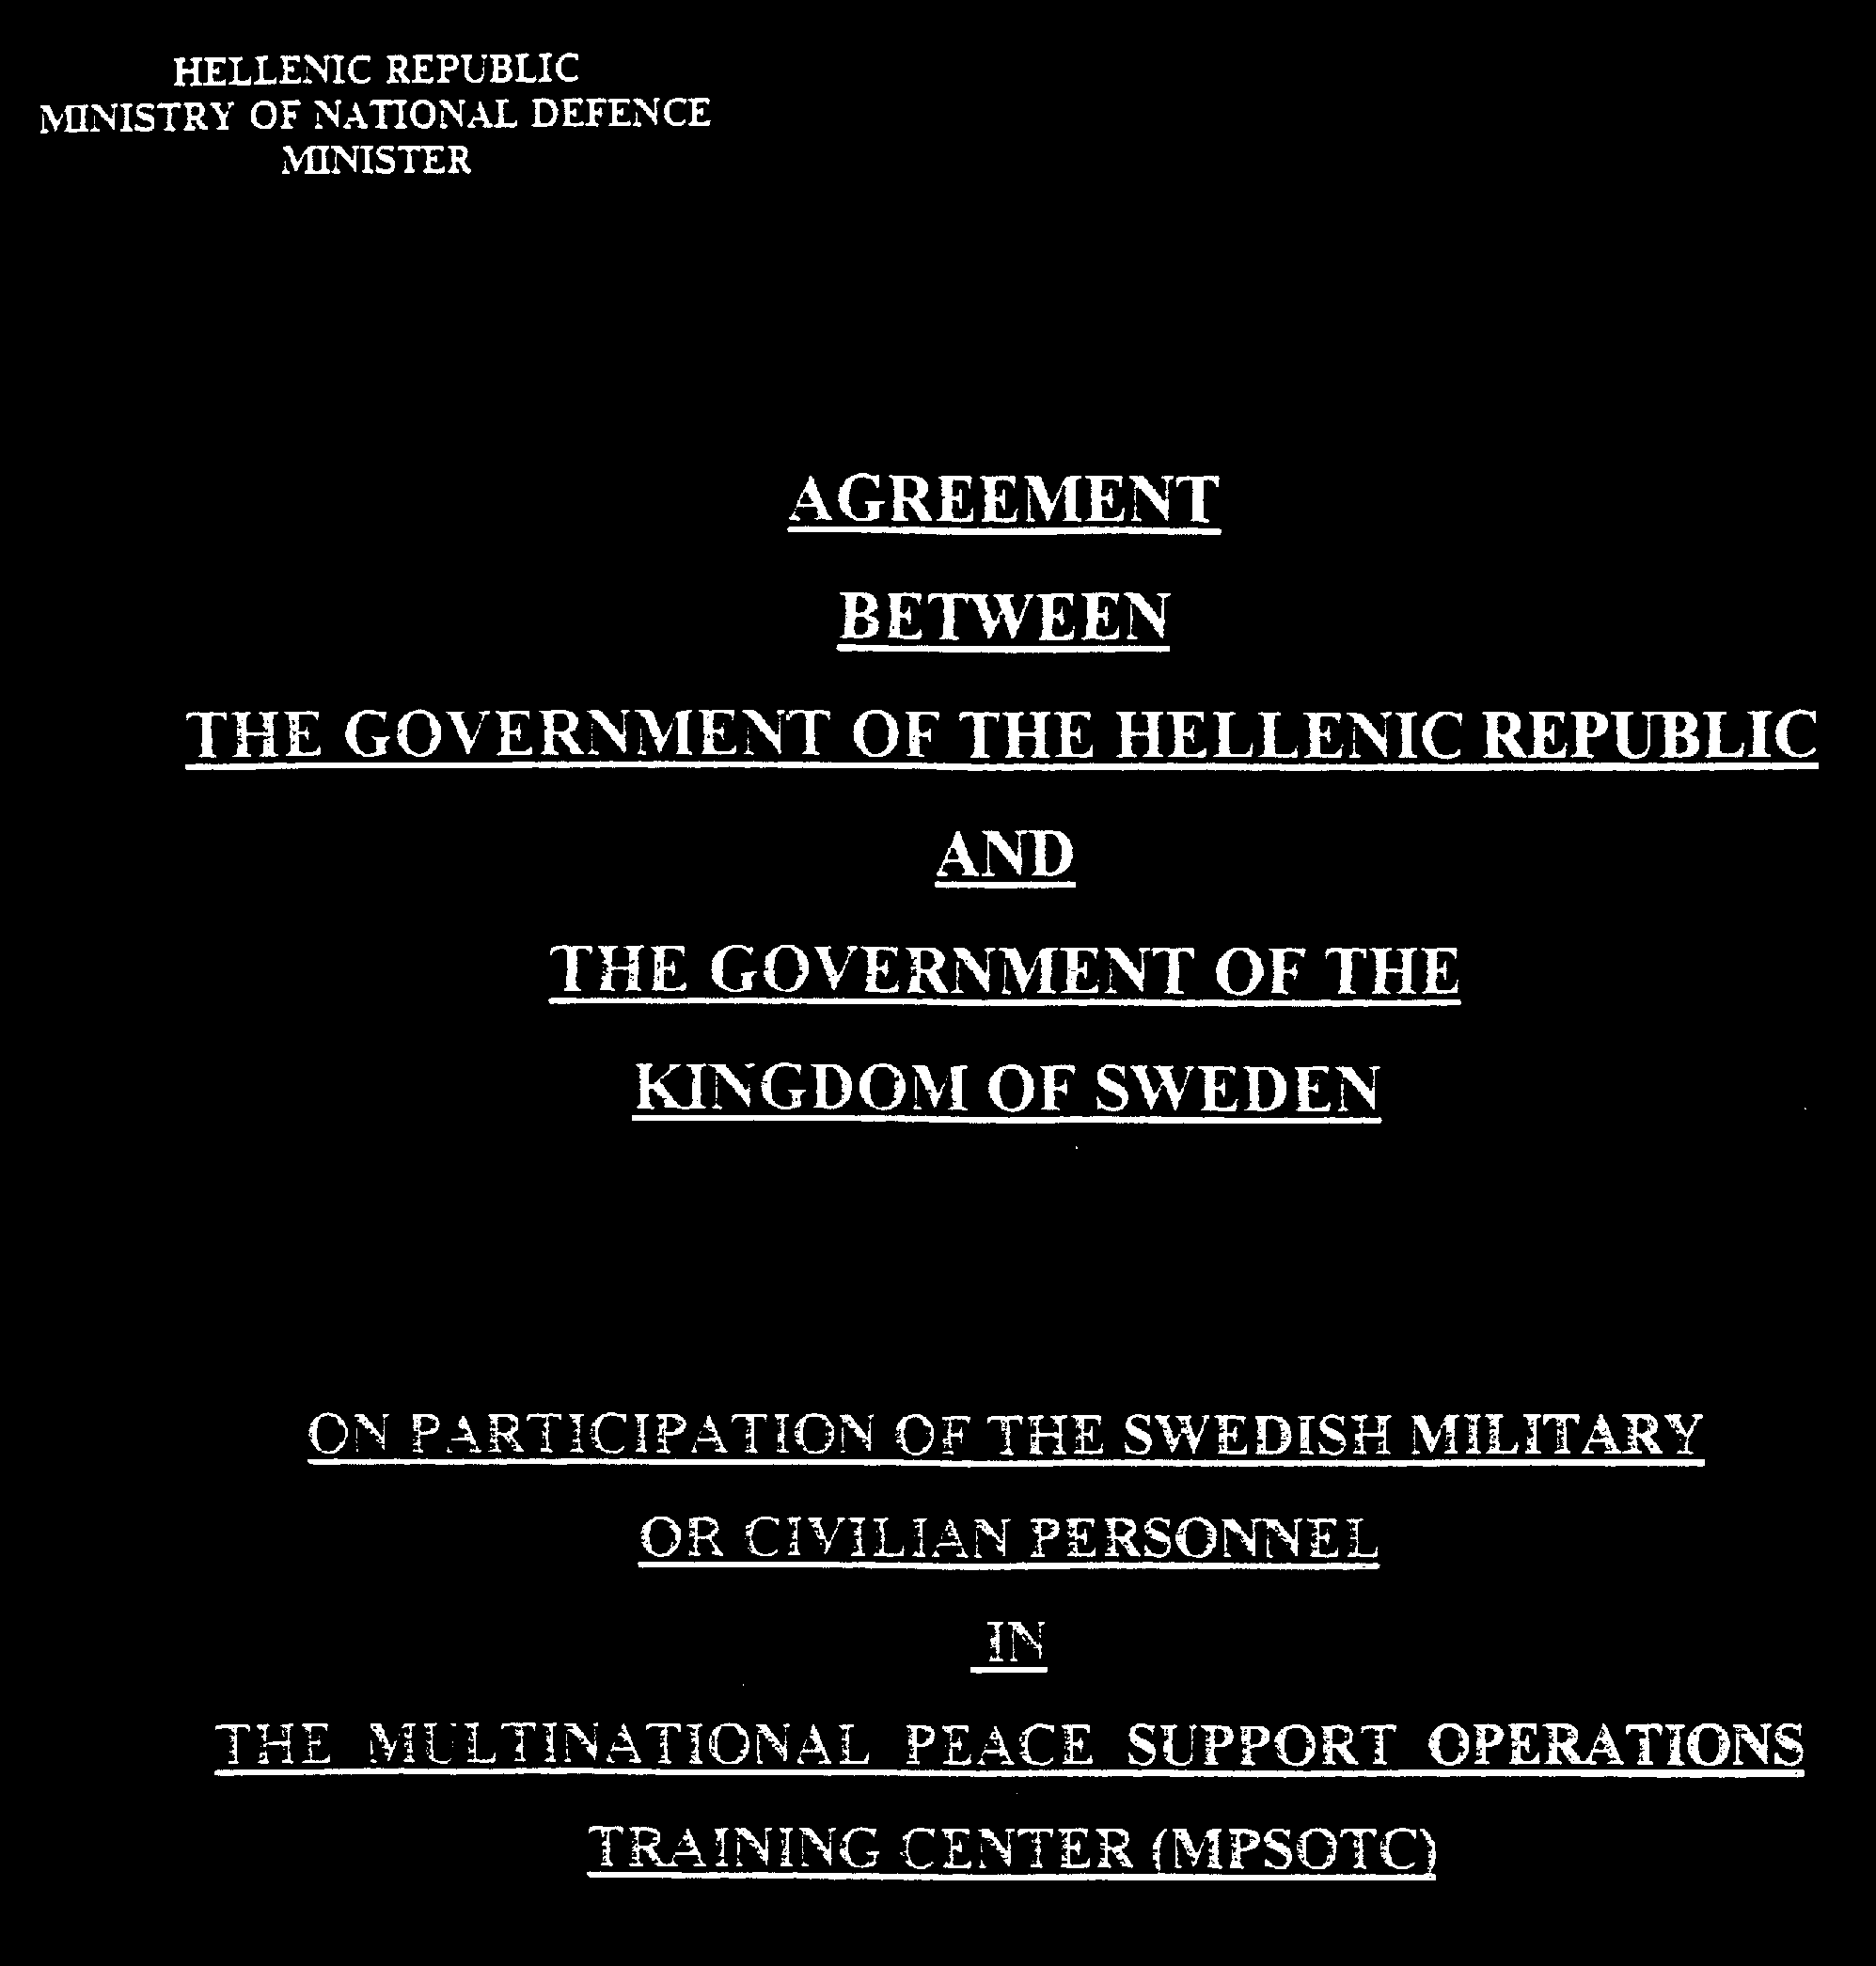 HELLENIC REPUBLIC
MINISTRY OF NATIONAL DEFENCE
MINISTER
AGREEMENT
BETWEEN
THE GOVERNMENT OF THE HELLENIC REPUBLIC
AND
THE GOVERNMENT OF THE
KINGDOM OF SWEDEN
ON PARTICIPATION OF THE SWEDISH MILITARY
OR CIVILIAN PERSONNEL
IN
THE MULTINATIONAL PEACE SUPPORT OPERATIONS
TRAINING CENTER (MPSOTC)